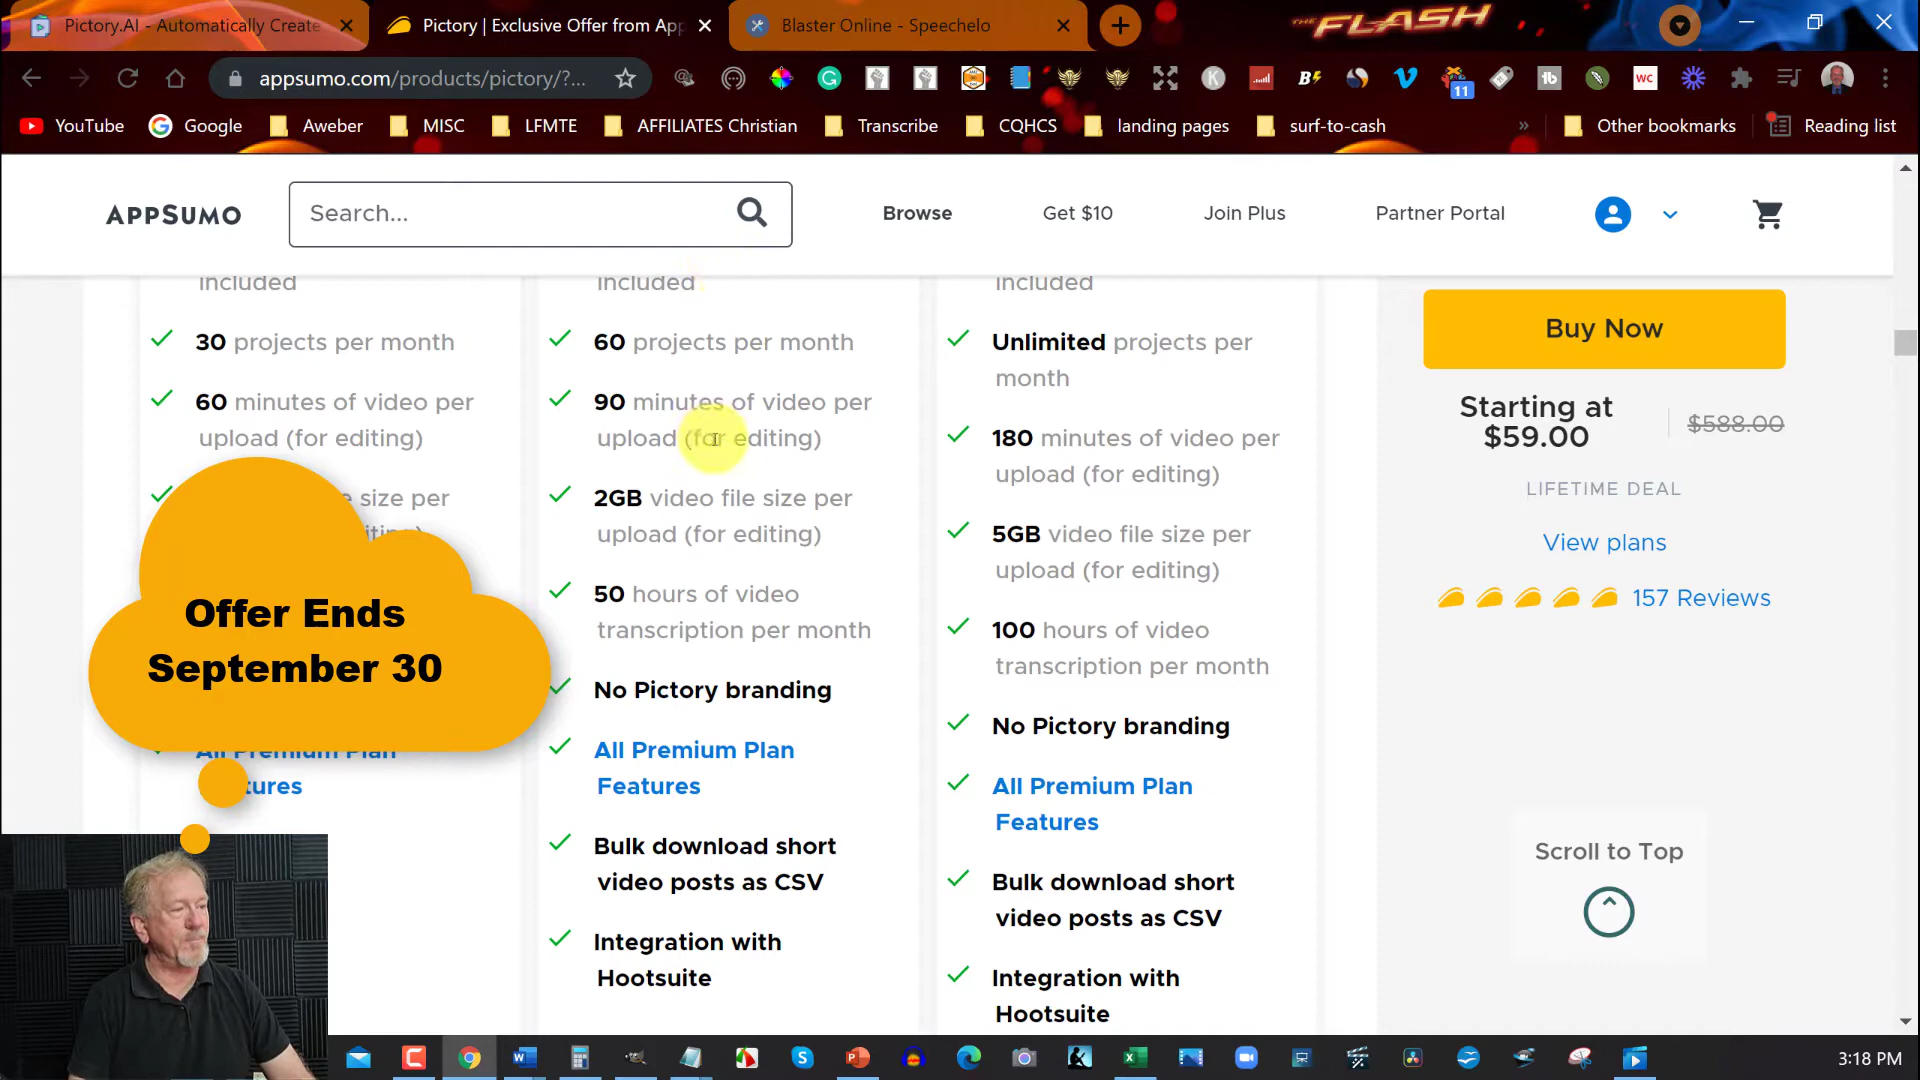 Pictory.AI - Automatically Create
Pictory | Exclusive Offer from App
Blaster Online - Speechelo
THE FLASH
appsumo.com/products/pictory/?...
11
WC
YouTube
Google
Aweber
MISC
LFMTE
AFFILIATES Christian
Transcribe
CQHCS
landing pages
surf-to-cash
»
Other bookmarks
Reading list
APPSUMO
Search...
Browse
Get $10
Join Plus
Partner Portal
included
30 projects per month
60 minutes of video per
upload (for editing)
size per
Offer Ends
September 30
All Premium Plan
tures
included
60 projects per month
90 minutes of video per
upload (for editing)
2GB video file size per
upload (for editing)
50 hours of video
transcription per month
No Pictory branding
All Premium Plan
Features
Bulk download short
video posts as CSV
Integration with
Hootsuite
included
Unlimited projects per
month
180 minutes of video per
upload (for editing)
5GB video file size per
upload (for editing)
100 hours of video
transcription per month
No Pictory branding
All Premium Plan
Features
Bulk download short
video posts as CSV
Integration with
Hootsuite
Buy Now
Starting at
$59.00
$588.00
LIFETIME DEAL
View plans
157 Reviews
Scroll to Top
3:18 PM